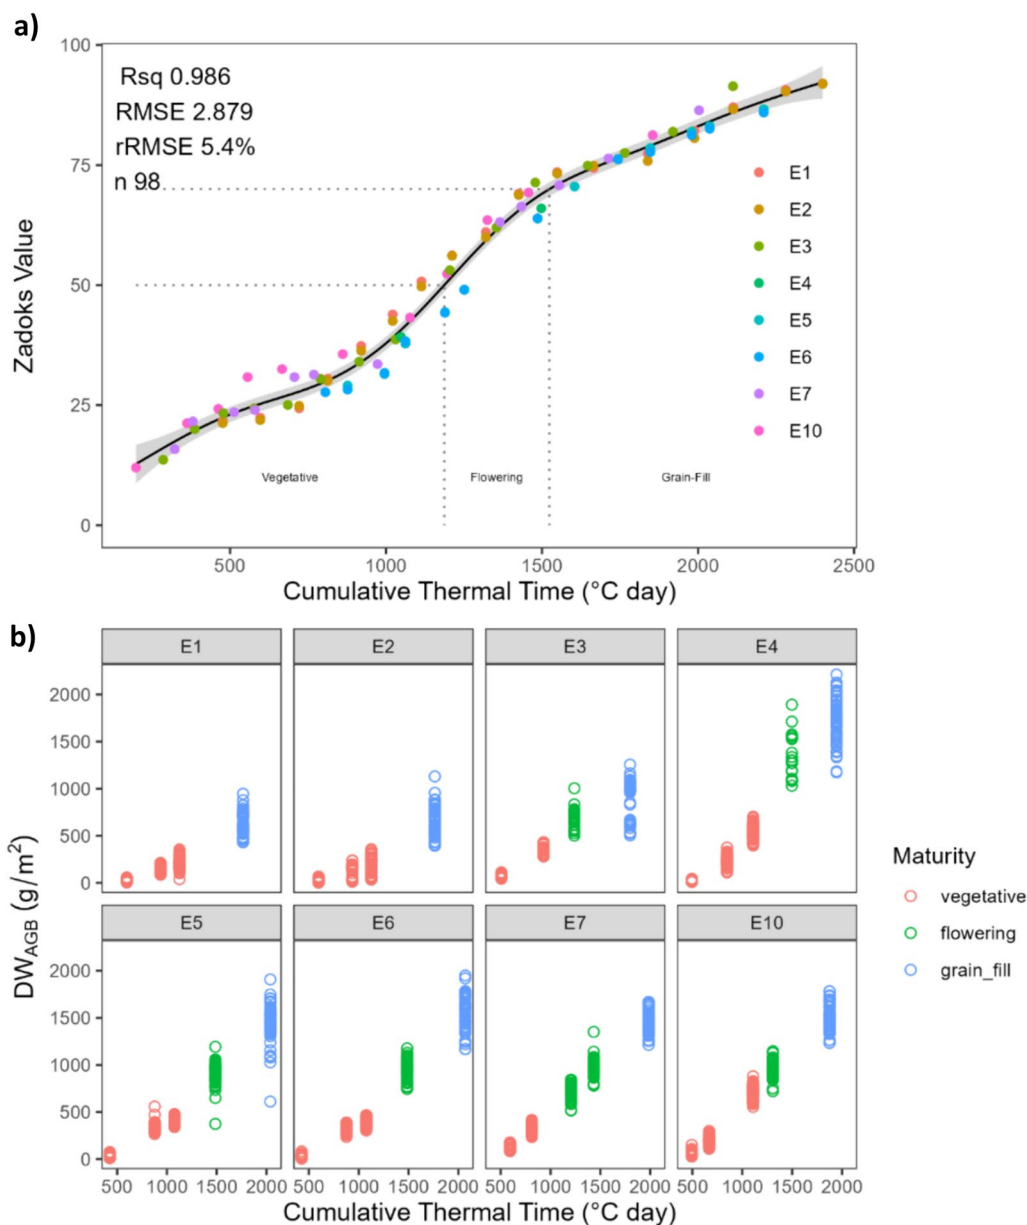 a)
100
75
50
25
0
Zadoks Value
Rsq 0.986
RMSE 2.879
rRMSE 5.4%
n 98
E1
E2
E3
E4
E5
E6
E7
E10
Vegetative Flowering Grain-Fill
500 1000 1500 2000 2500
Cumulative Thermal Time (°C day)
b)
E1 E2 E3 E4
2000
1500
1000
500
0
E5 E6 E7 E10
2000
1500
1000
500
0
DW_AGB (g/m²)
500 1000 1500 2000 500 1000 1500 2000 500 1000 1500 2000 500 1000 1500 2000
Cumulative Thermal Time (°C day)
Maturity
vegetative
flowering
grain_fill